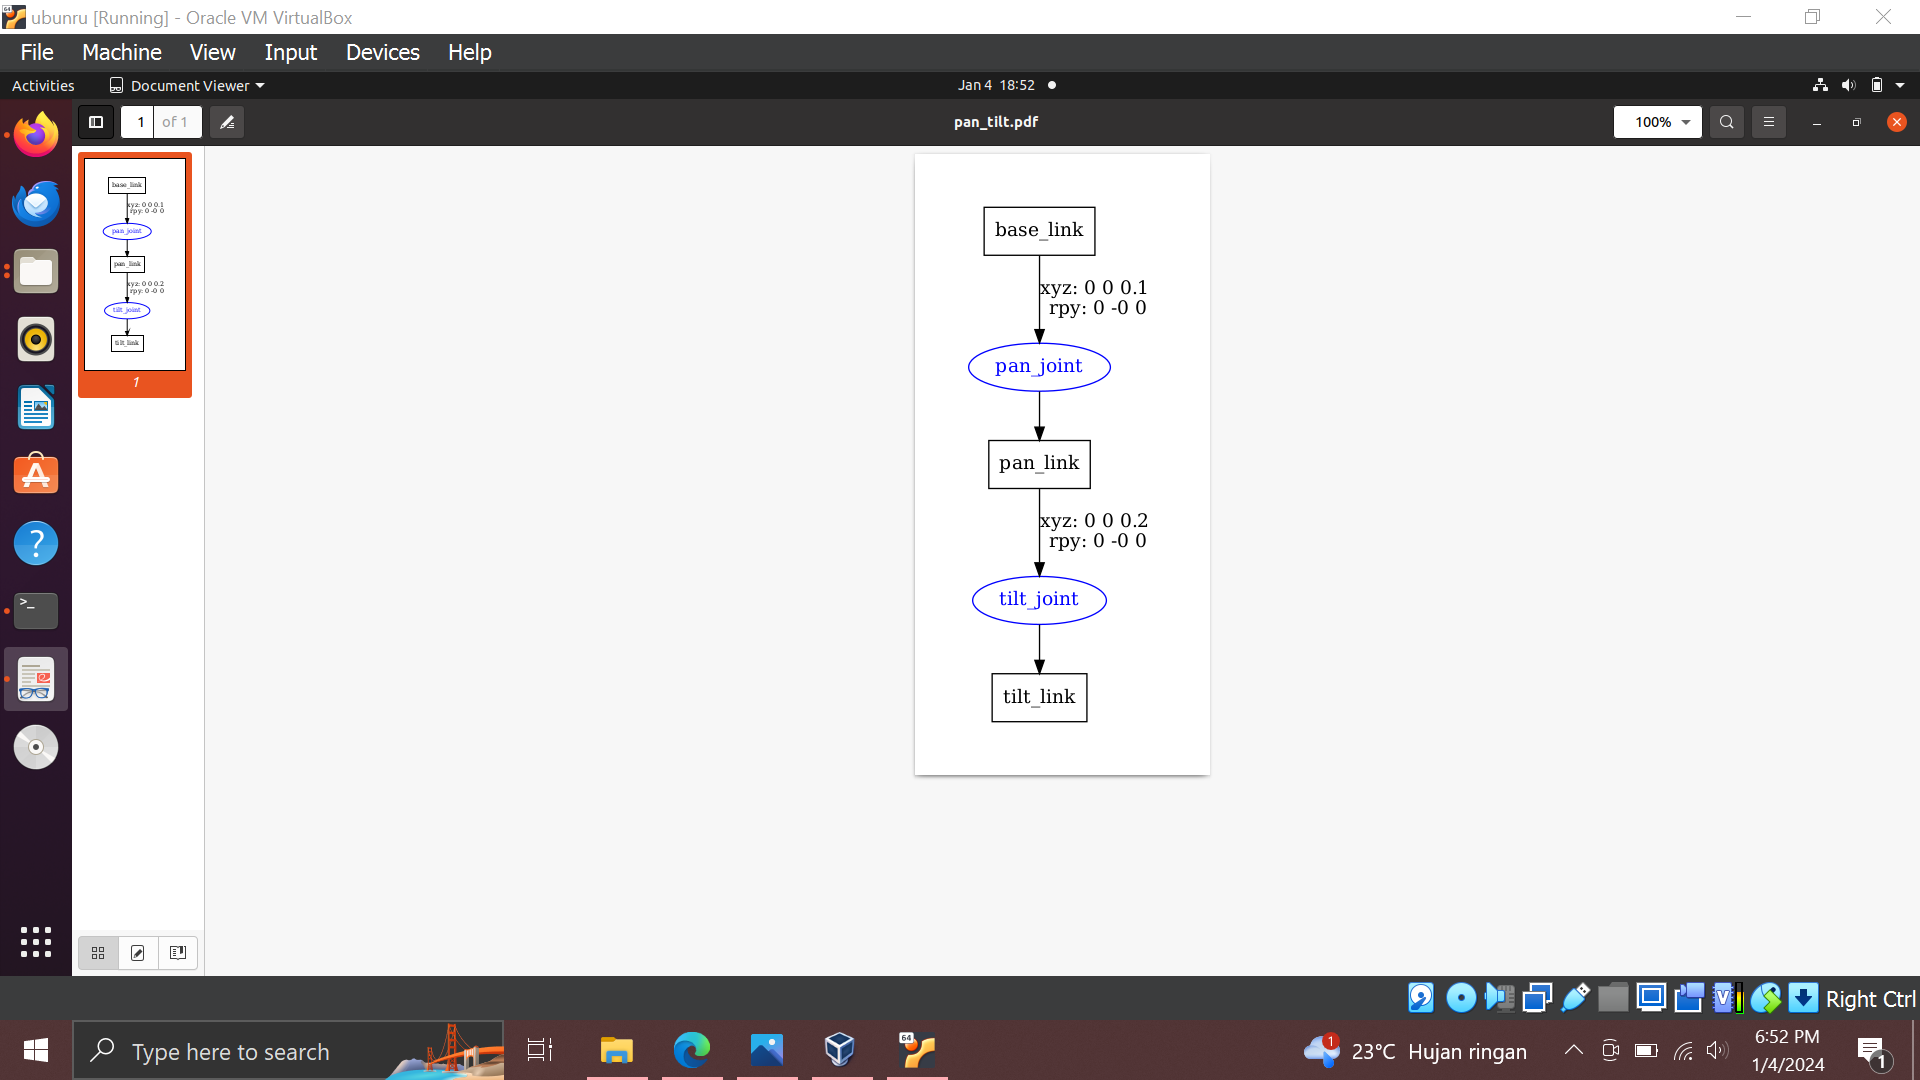 ubunru [Running] - Oracle VM VirtualBox
File Machine View Input Devices Help
Activities Document Viewer Jan 4 18:52
1 of 1 pan_tilt.pdf 100%
base_link
xyz: 0 0 0.1
rpy: 0 -0 0
pan_joint
pan_link
xyz: 0 0 0.2
rpy: 0 -0 0
tilt_joint
tilt_link
1
base_link
xyz: 0 0 0.1
rpy: 0 -0 0
pan_joint
pan_link
xyz: 0 0 0.2
rpy: 0 -0 0
tilt_joint
tilt_link
Right Ctrl
Type here to search
64
1
23°C Hujan ringan
6:52 PM
1/4/2024
1